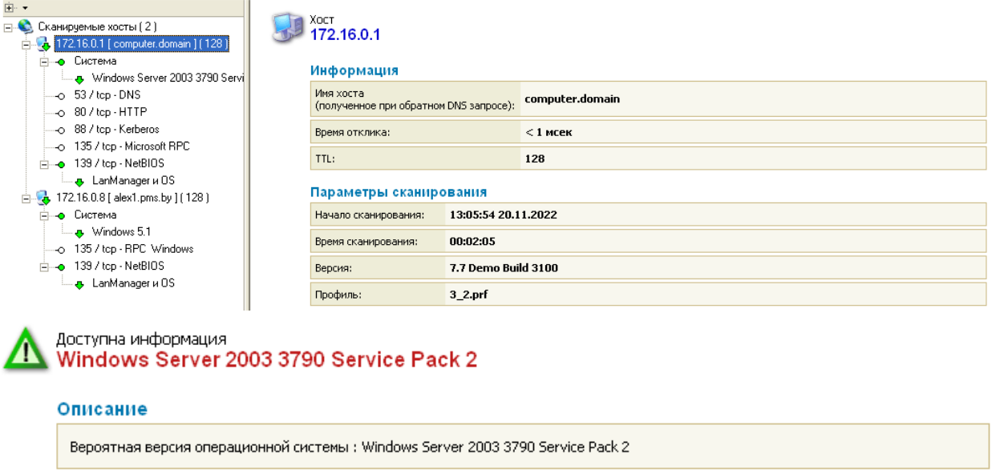 Сканируемые хосты ( 2 )
172.16.0.1 [ computer.domain ] ( 128 )
Система
Windows Server 2003 3790 Servi
53 / tcp - DNS
80 / tcp - HTTP
88 / tcp - Kerberos
135 / tcp - Microsoft RPC
139 / tcp - NetBIOS
LanManager и OS
172.16.0.8 [ alex1.pms.by ] ( 128 )
Система
Windows 5.1
135 / tcp - RPC Windows
139 / tcp - NetBIOS
LanManager и OS
Хост
172.16.0.1
Информация
Имя хоста
(полученное при обратном DNS запросе): computer.domain
Время отклика: < 1 мсек
TTL: 128
Параметры сканирования
Начало сканирования: 13:05:54 20.11.2022
Время сканирования: 00:02:05
Версия: 7.7 Demo Build 3100
Профиль: 3_2.prf
Доступна информация
Windows Server 2003 3790 Service Pack 2
Описание
Вероятная версия операционной системы : Windows Server 2003 3790 Service Pack 2